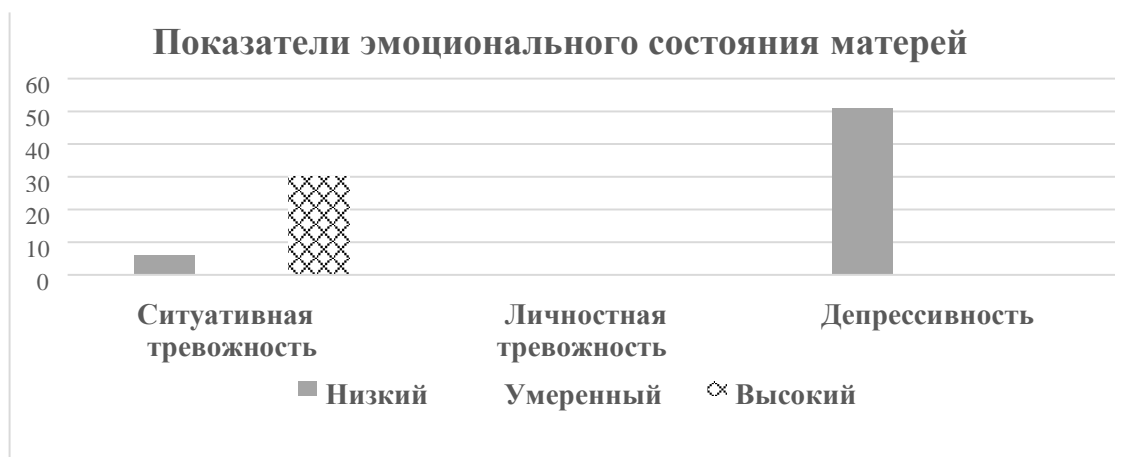 Показатели эмоционального состояния матерей
60
50
40
30
20
10
0
Ситуативная тревожность
Личностная тревожность
Депрессивность
Низкий Умеренный Высокий